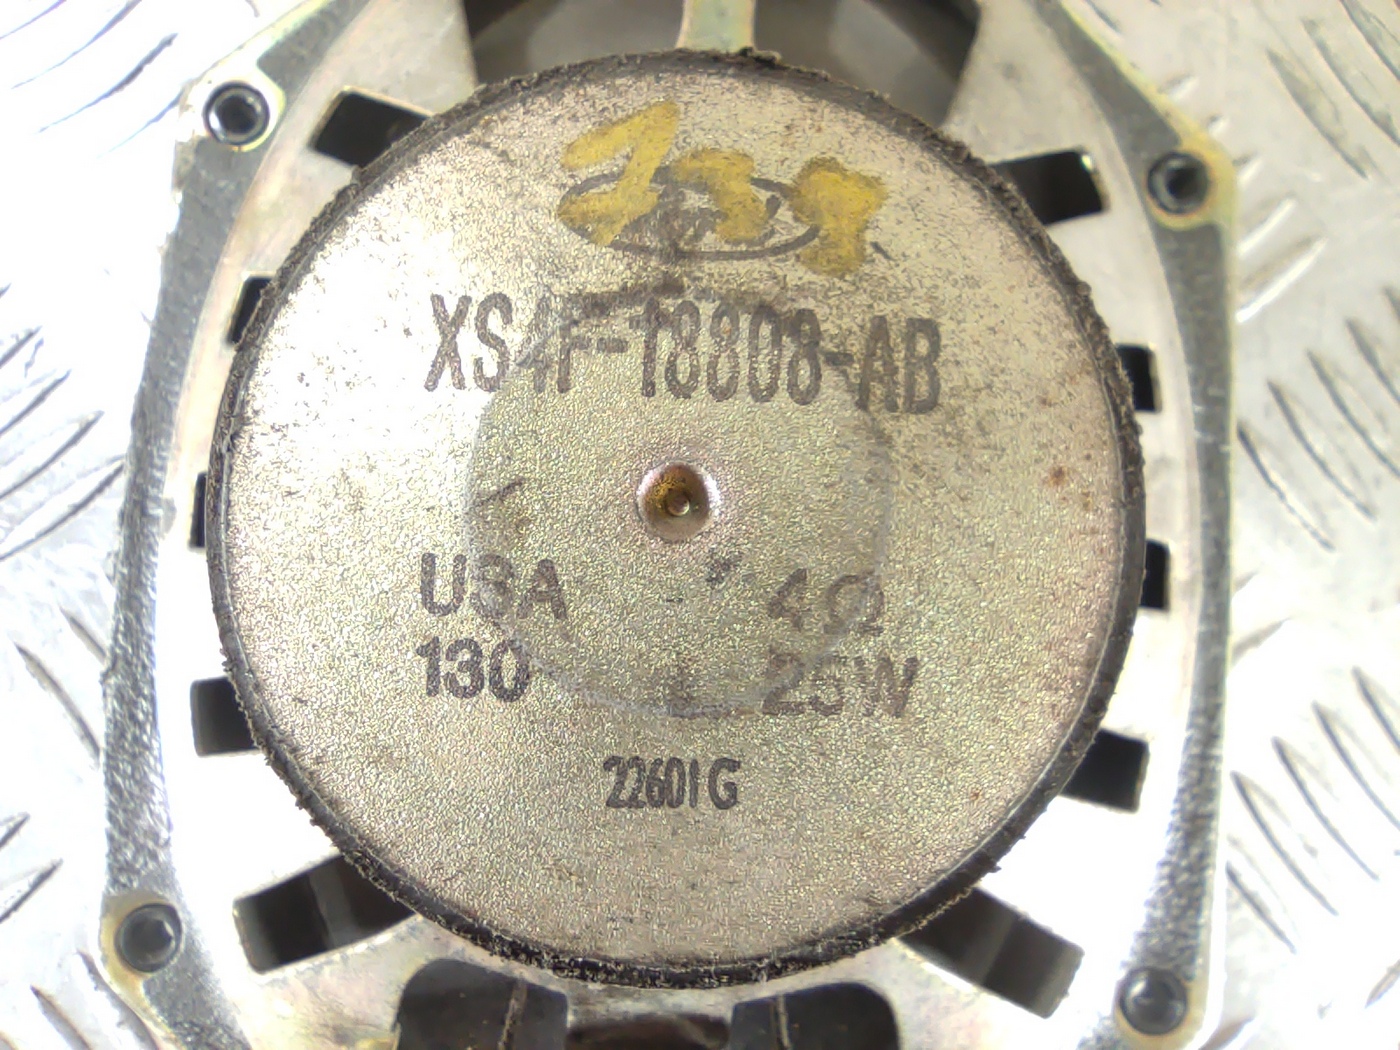 XS4F-18808-AB
USA 4Ω
130 25W
22601G